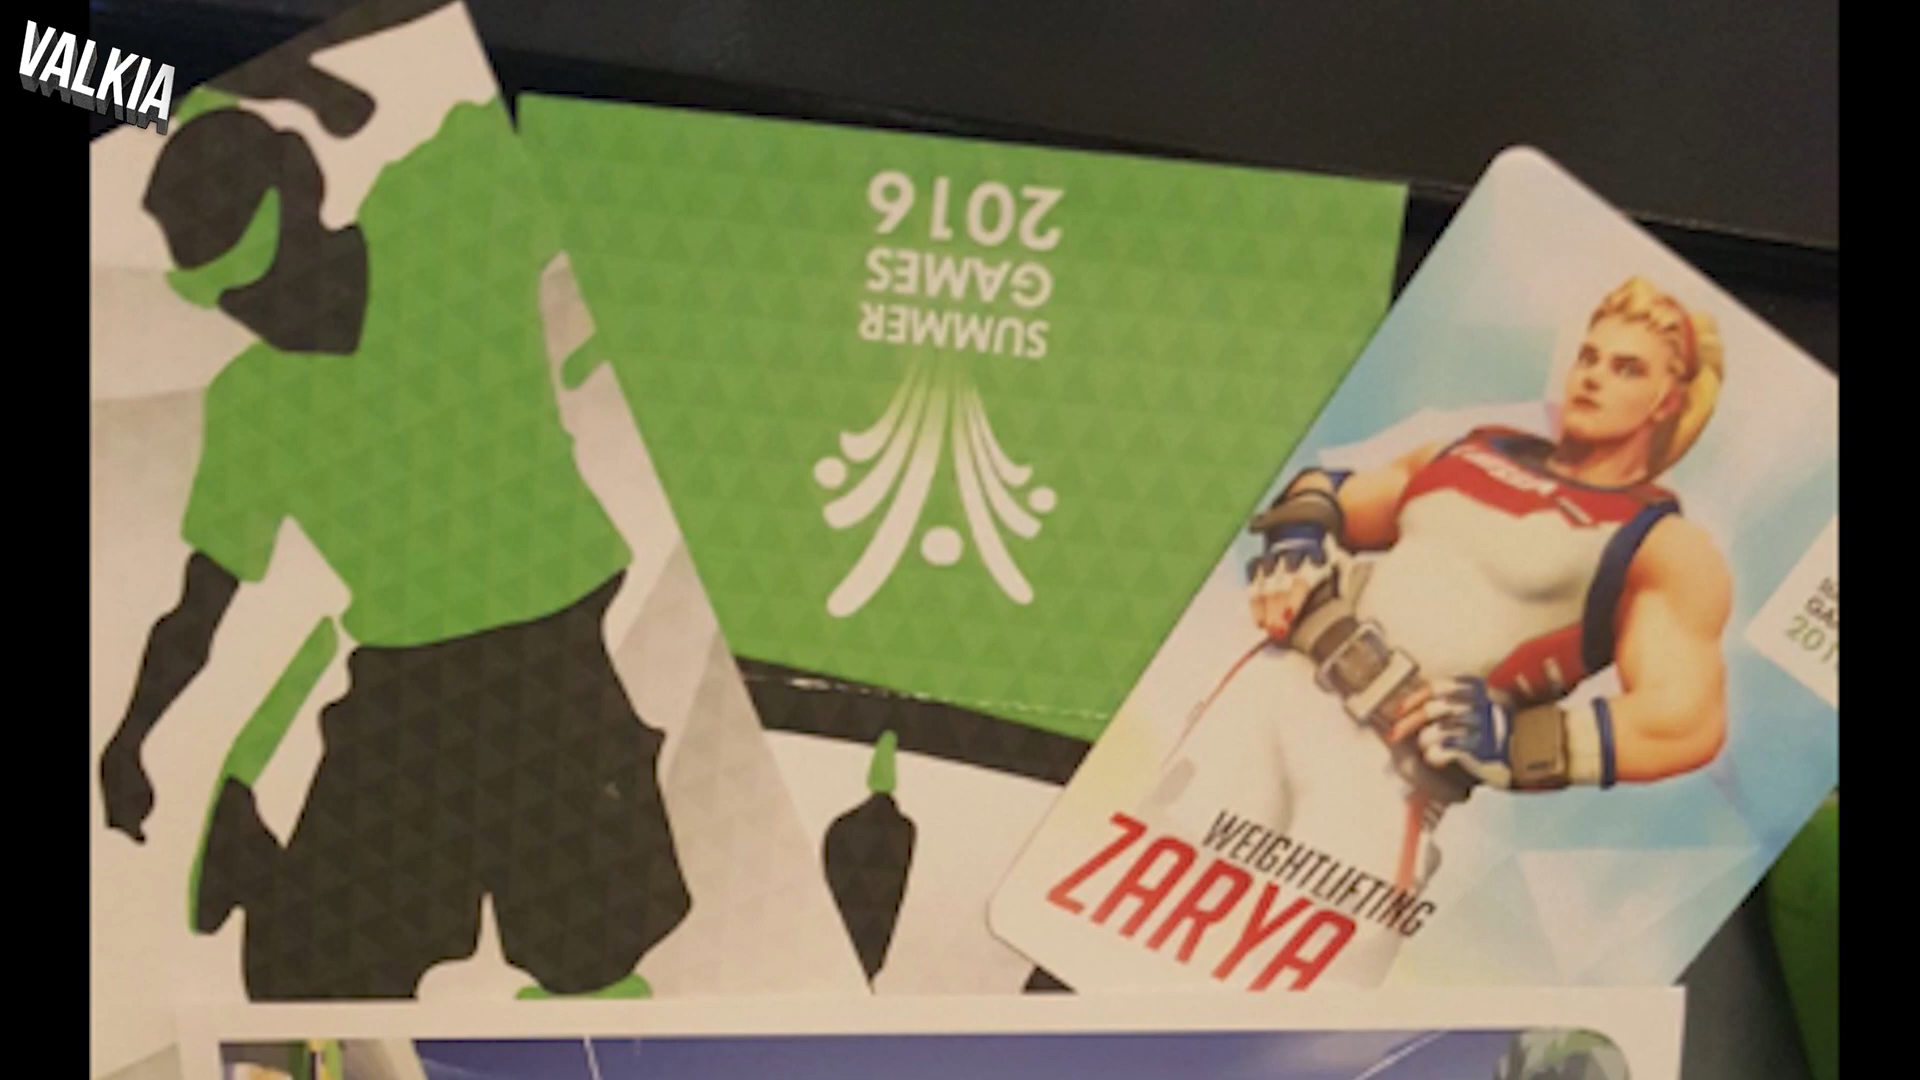 VALKIA
SUMMER
GAMES
2016
WEIGHTLIFTING
ZARYA